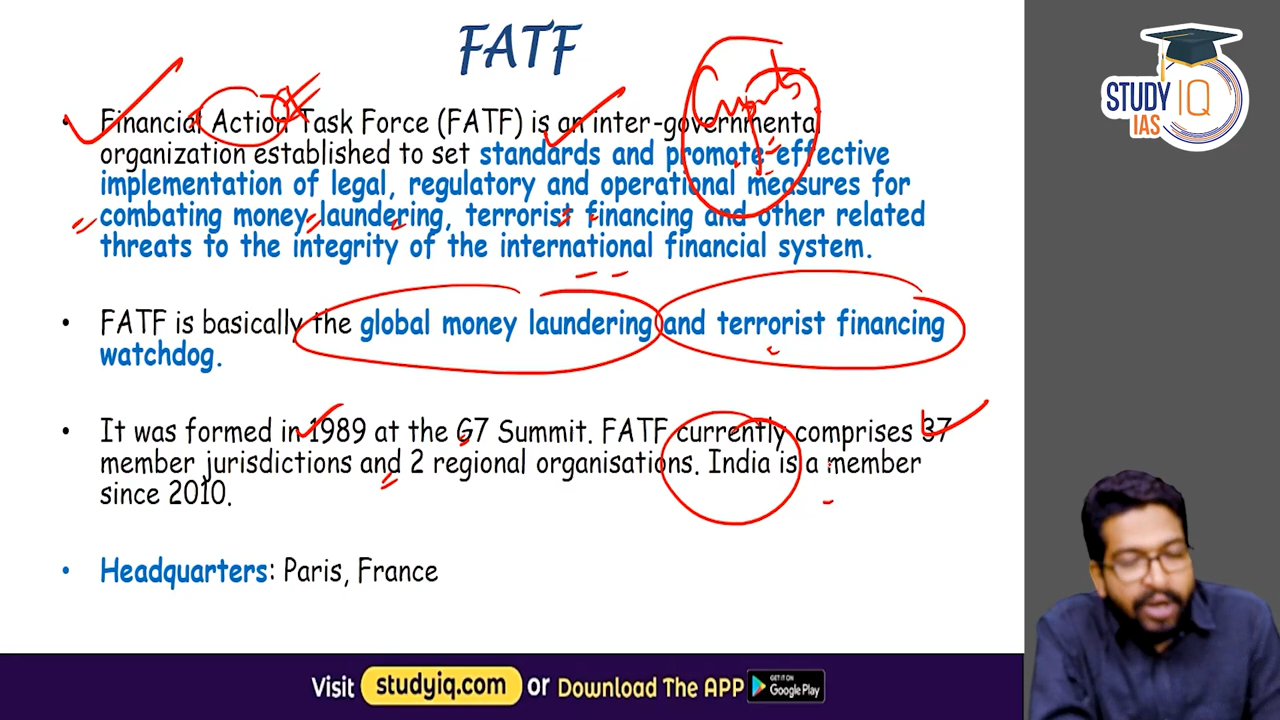 FATF
STUDY IQ
IAS
• Financial Action Task Force (FATF) is an inter-governmental
organization established to set standards and promote effective
implementation of legal, regulatory and operational measures for
combating money laundering, terrorist financing and other related
threats to the integrity of the international financial system.
• FATF is basically the global money laundering and terrorist financing
watchdog.
• It was formed in 1989 at the G7 Summit. FATF currently comprises 37
member jurisdictions and 2 regional organisations. India is a member
since 2010.
• Headquarters: Paris, France
Visit studyiq.com or Download The APP GET IT ON Google Play